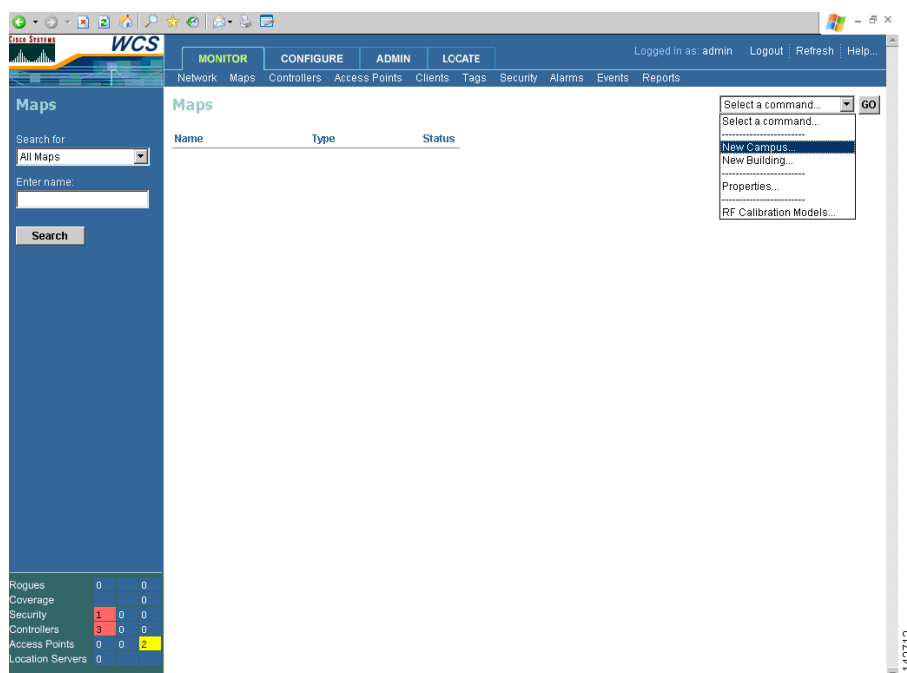 CISCO SYSTEMS
WCS
MONITOR CONFIGURE ADMIN LOCATE
Logged in as: admin Logout Refresh Help...
Network Maps Controllers Access Points Clients Tags Security Alarms Events Reports
Maps
Search for
All Maps
Enter name:
Search
Maps
Name Type Status
Select a command... GO
Select a command...
------------------------
New Campus...
New Building...
------------------------
Properties...
------------------------
RF Calibration Models...
Rogues 0 0
Coverage 0
Security 1 0 0
Controllers 3 0 0
Access Points 0 0 2
Location Servers 0
142712